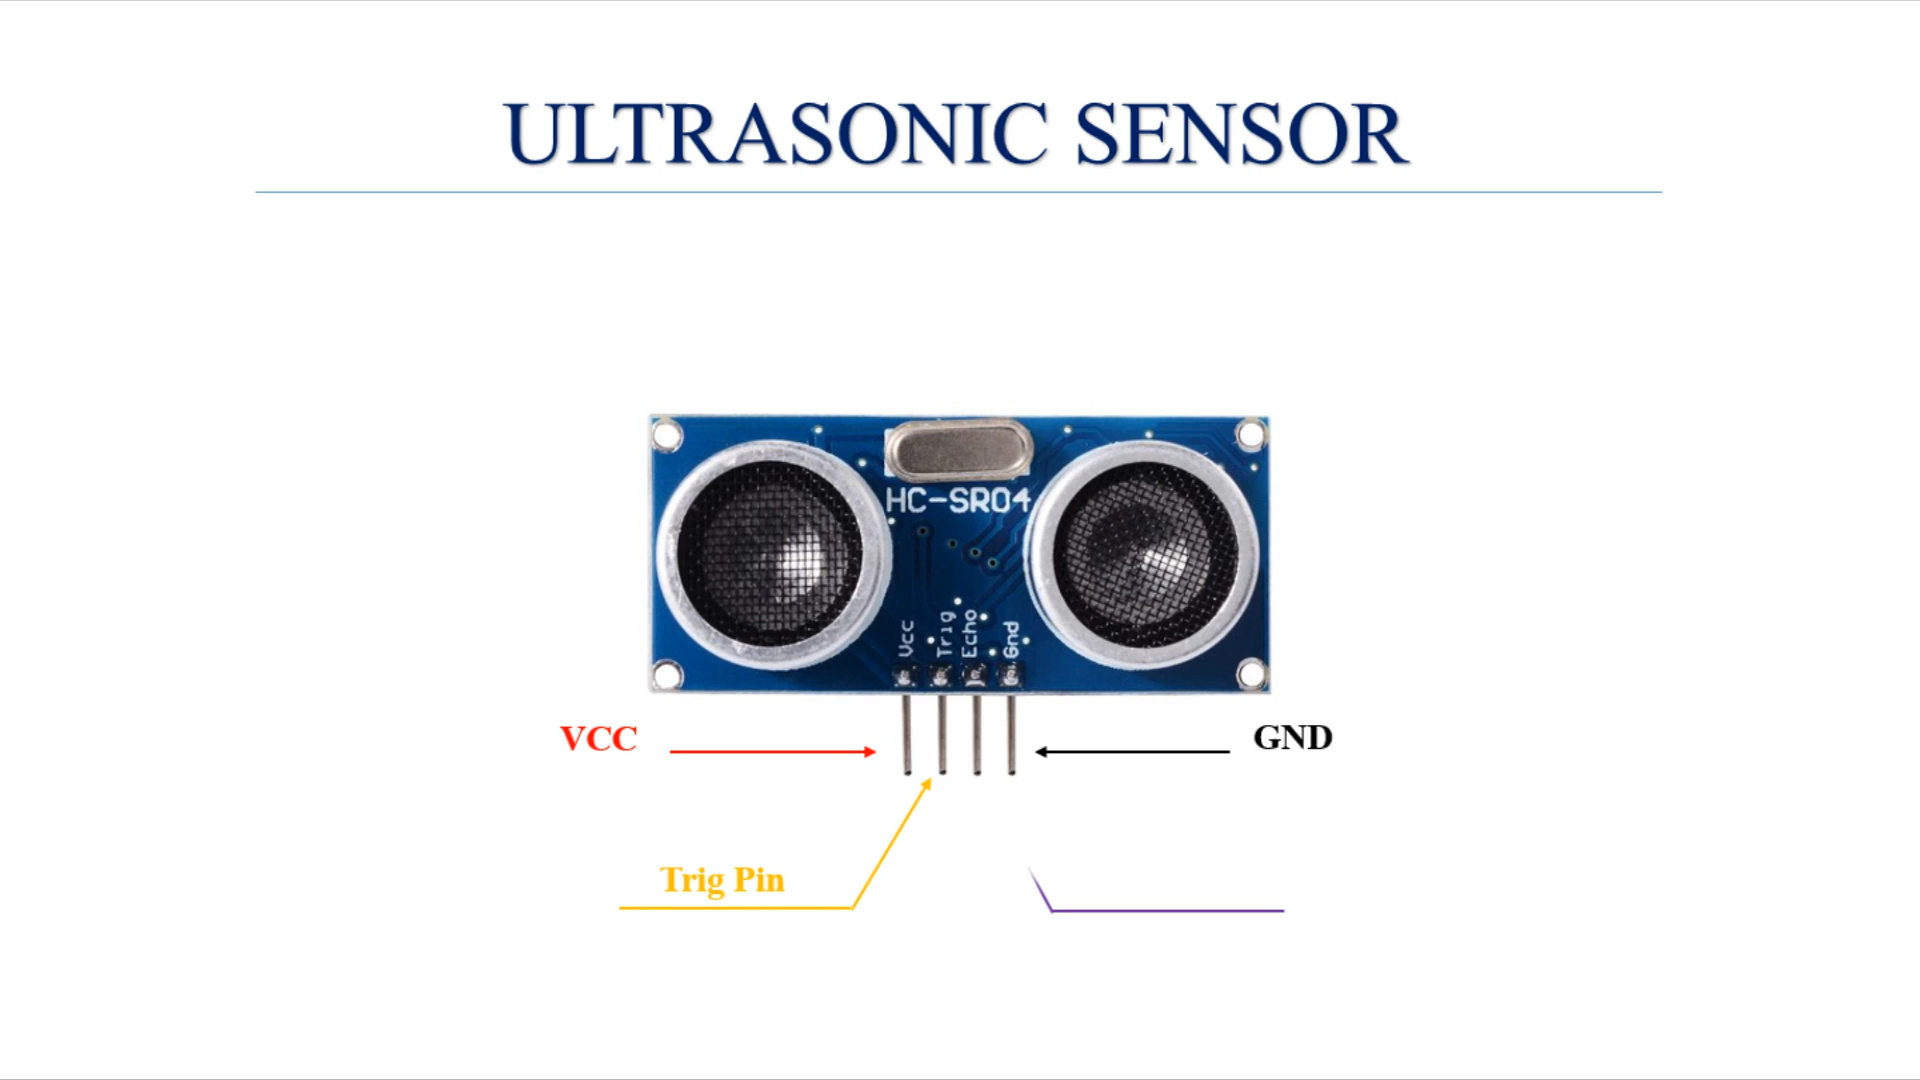 ULTRASONIC SENSOR
HC-SR04
Vcc
Trig
Echo
Gnd
VCC
GND
Trig Pin